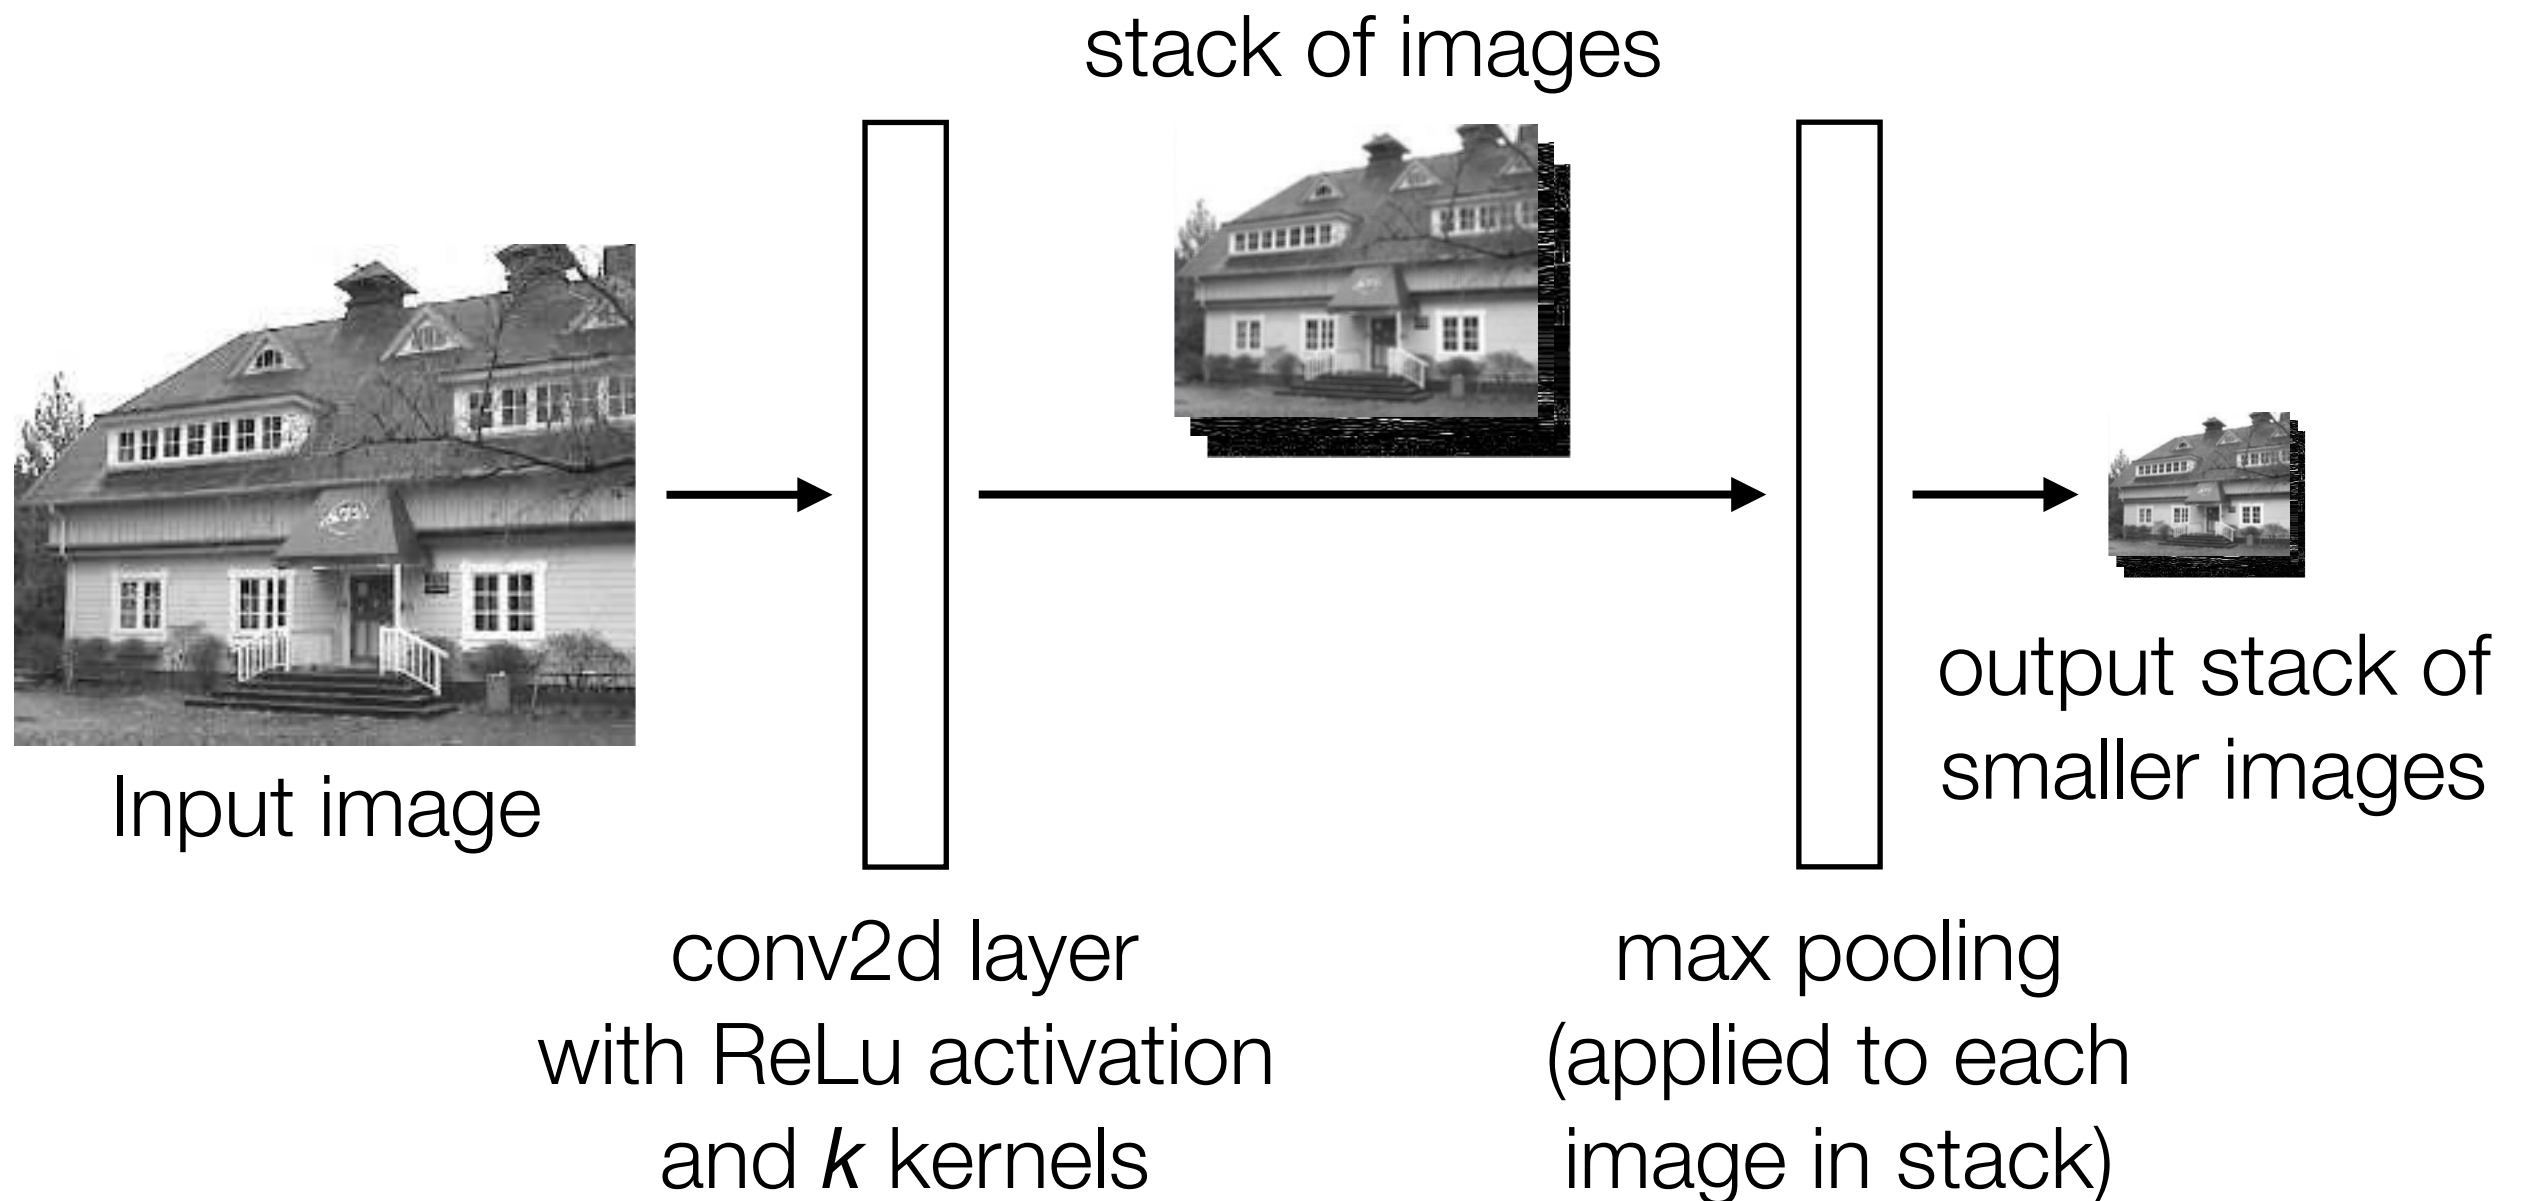 stack of images
Input image
output stack of
smaller images
conv2d layer
with ReLu activation
and k kernels
max pooling
(applied to each
image in stack)